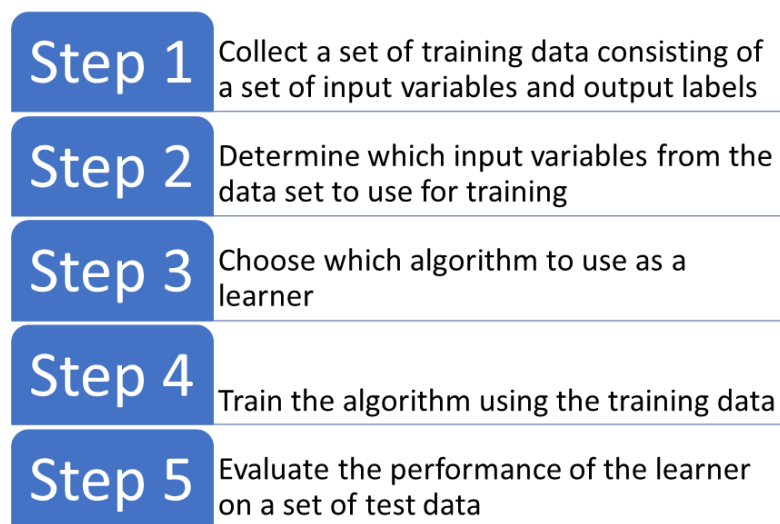 Step 1
Collect a set of training data consisting of
a set of input variables and output labels
Step 2
Determine which input variables from the
data set to use for training
Step 3
Choose which algorithm to use as a
learner
Step 4
Train the algorithm using the training data
Step 5
Evaluate the performance of the learner
on a set of test data